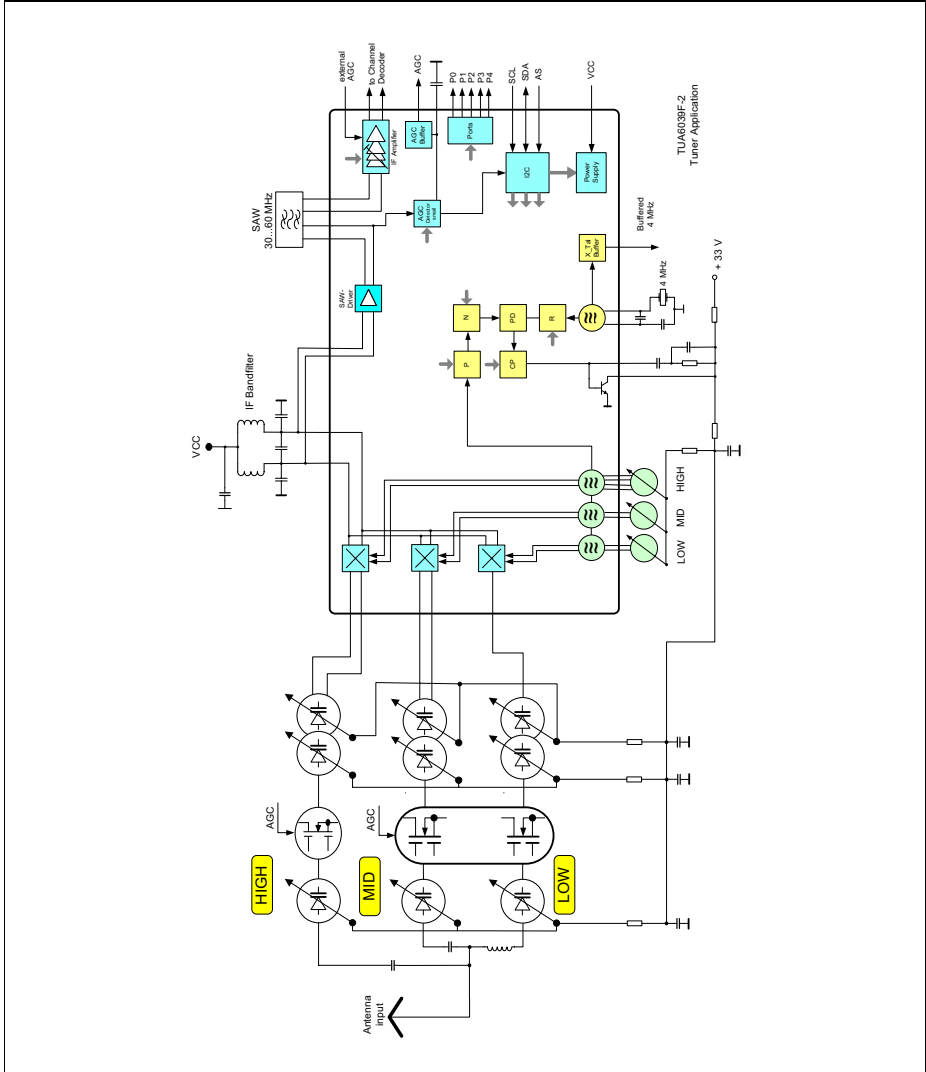 external
AGC
to Channel
Decoder
AGC
P0
P1
P2
P3
P4
SCL
SDA
AS
VCC
IF Amplifier
AGC
Buffer
Ports
I2C
Power
Supply
TUA6039F-2
Tuner Application
SAW
30...60 MHz
AGC
Detector
small
X_Tal
Buffer
Buffered
4 MHz
SAW-
Driver
N
PD
R
4 MHz
+ 33 V
P
CP
IF Bandfilter
VCC
HIGH
MID
LOW
AGC
AGC
HIGH
MID
LOW
Antenna
input